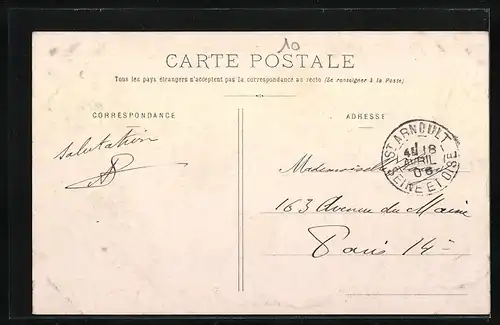 10
CARTE POSTALE
Tous les pays étrangers n'acceptent pas la correspondance au recto (Se renseigner à la Poste)
CORRESPONDANCE
ADRESSE
Salutation
Mademoiselle
163 Avenue du Maine
Paris 14
ST ARNOULT
18
AVRIL
06
SEINE ET OISE